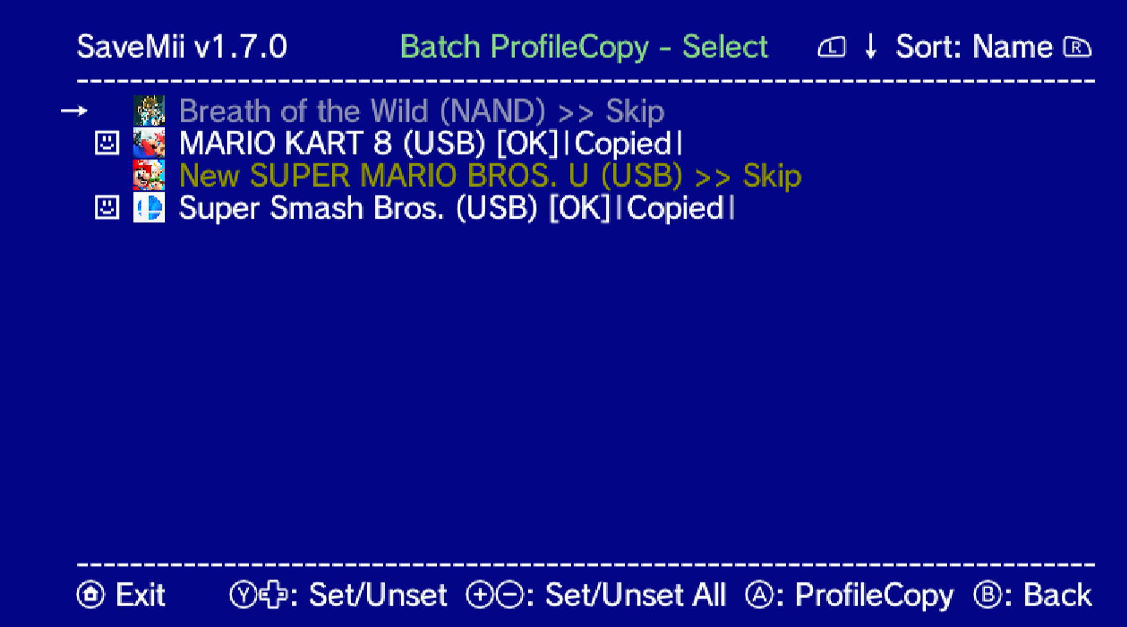 SaveMii v1.7.0 Batch ProfileCopy - Select L ↓ Sort: Name R
→ Breath of the Wild (NAND) >> Skip
MARIO KART 8 (USB) [OK]|Copied|
New SUPER MARIO BROS. U (USB) >> Skip
Super Smash Bros. (USB) [OK]|Copied|
Exit Y: Set/Unset +-: Set/Unset All A: ProfileCopy B: Back